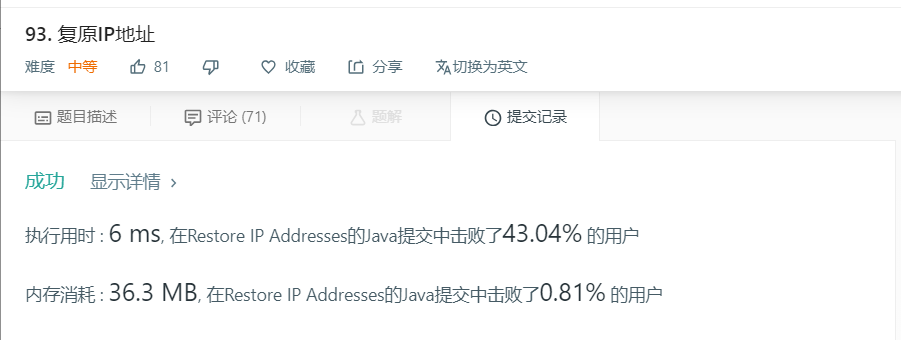 93. 复原IP地址
难度 中等 81 收藏 分享 切换为英文
题目描述 评论 (71) 题解 提交记录
成功 显示详情 >
执行用时 : 6 ms, 在Restore IP Addresses的Java提交中击败了43.04% 的用户
内存消耗 : 36.3 MB, 在Restore IP Addresses的Java提交中击败了0.81% 的用户